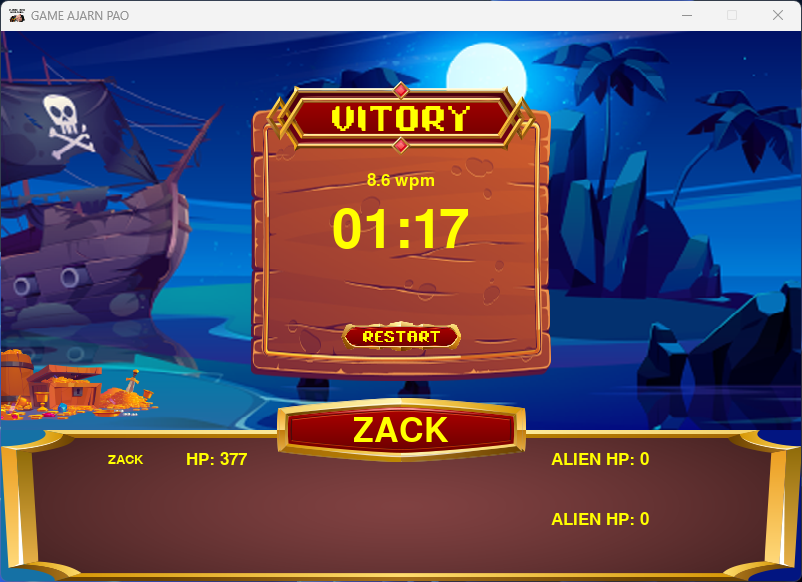 GAME AJARN PAO
VITORY
8.6 wpm
01:17
RESTART
ZACK
ZACK HP: 377 ALIEN HP: 0
ALIEN HP: 0